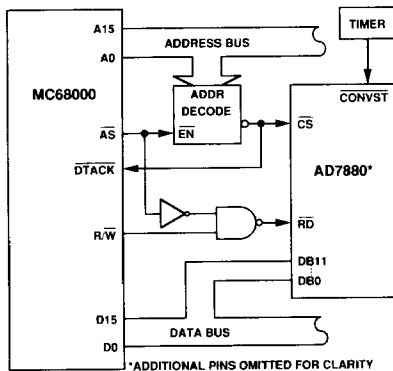 A15
ADDRESS BUS
TIMER
A0
MC68000
ADDR
DECODE
CONVST
AS
EN
CS
DTACK
AD7880*
R/W
RD
DB11
DB0
D15
DATA BUS
D0
*ADDITIONAL PINS OMITTED FOR CLARITY